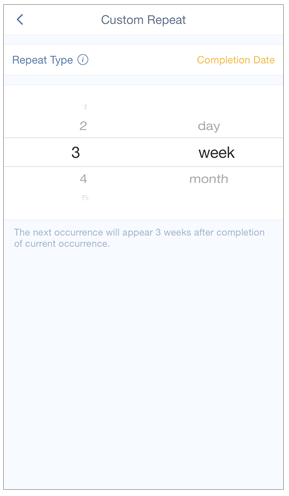 Custom Repeat
Repeat Type Completion Date
2 day
3 week
4 month
5
The next occurrence will appear 3 weeks after completion
of current occurrence.